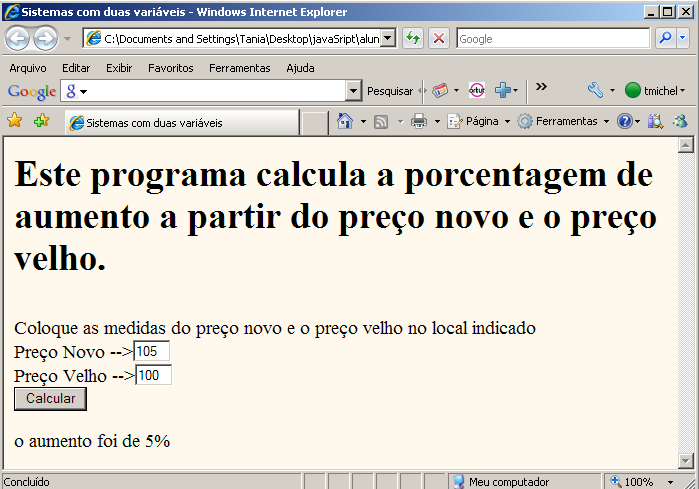 Sistemas com duas variáveis - Windows Internet Explorer
C:\Documents and Settings\Tania\Desktop\javaSript\alun
Google
Arquivo Editar Exibir Favoritos Ferramentas Ajuda
Google g Pesquisar orkut » tmichel
Sistemas com duas variáveis Página Ferramentas »
Este programa calcula a porcentagem de
aumento a partir do preço novo e o preço
velho.
Coloque as medidas do preço novo e o preço velho no local indicado
Preço Novo -->105
Preço Velho -->100
Calcular
o aumento foi de 5%
Concluído Meu computador 100%